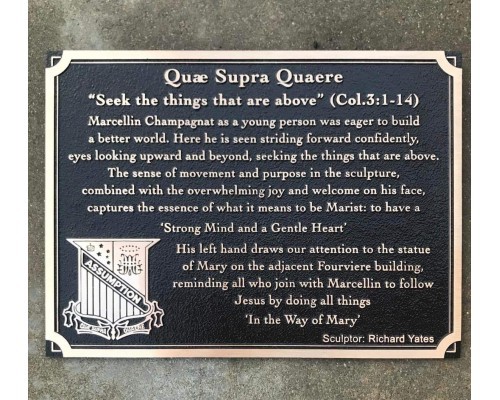 Quæ Supra Quaere
“Seek the things that are above” (Col.3:1-14)
Marcellin Champagnat as a young person was eager to build
a better world. Here he is seen striding forward confidently,
eyes looking upward and beyond, seeking the things that are above.
The sense of movement and purpose in the sculpture,
combined with the overwhelming joy and welcome on his face,
captures the essence of what it means to be Marist: to have a
‘Strong Mind and a Gentle Heart’
His left hand draws our attention to the statue
of Mary on the adjacent Fourviere building,
reminding all who join with Marcellin to follow
Jesus by doing all things
‘In the Way of Mary’
ASSUMPTION
Sculptor: Richard Yates